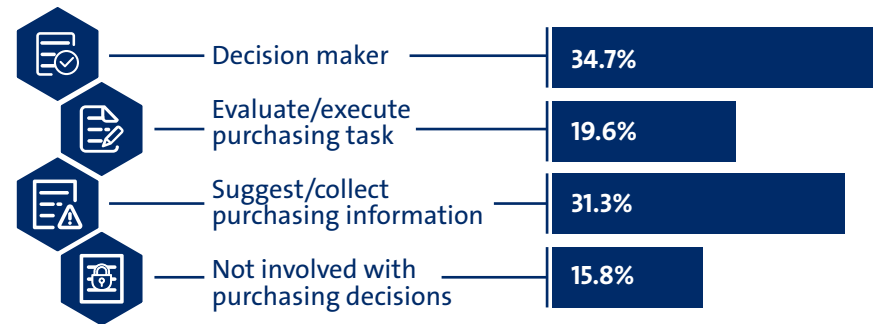 Decision maker
34.7%
Evaluate/execute
purchasing task
19.6%
Suggest/collect
purchasing information
31.3%
Not involved with
purchasing decisions
15.8%